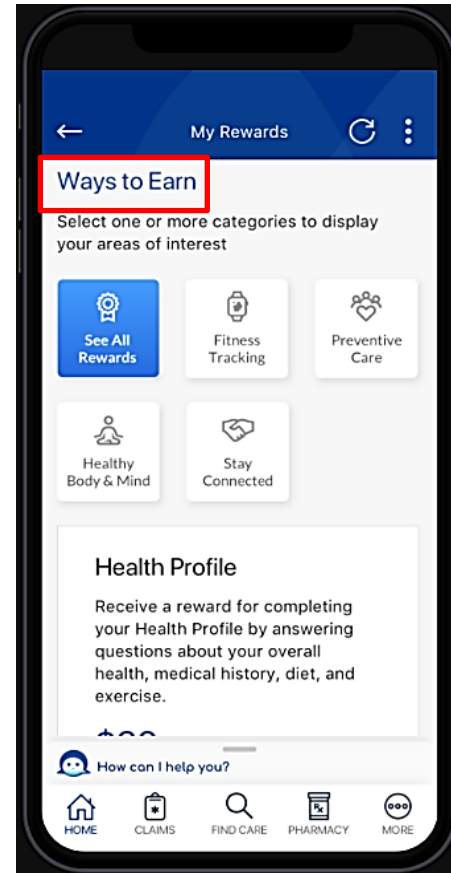 My Rewards
Ways to Earn
Select one or more categories to display
your areas of interest
See All
Rewards
Fitness
Tracking
Preventive
Care
Healthy
Body & Mind
Stay
Connected
Health Profile
Receive a reward for completing
your Health Profile by answering
questions about your overall
health, medical history, diet, and
exercise.
How can I help you?
HOME
CLAIMS
FIND CARE
PHARMACY
MORE